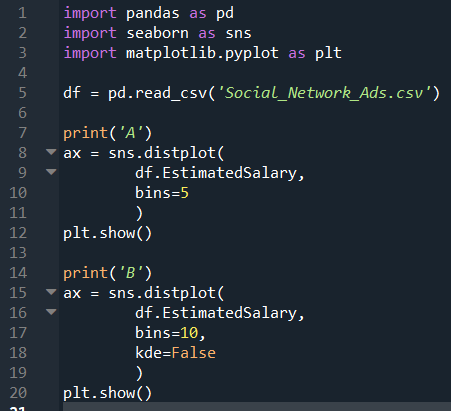 1 import pandas as pd
2 import seaborn as sns
3 import matplotlib.pyplot as plt
4
5 df = pd.read_csv('Social_Network_Ads.csv')
6
7 print('A')
8 ax = sns.distplot(
9         df.EstimatedSalary,
10         bins=5
11         )
12 plt.show()
13
14 print('B')
15 ax = sns.distplot(
16         df.EstimatedSalary,
17         bins=10,
18         kde=False
19         )
20 plt.show()
21